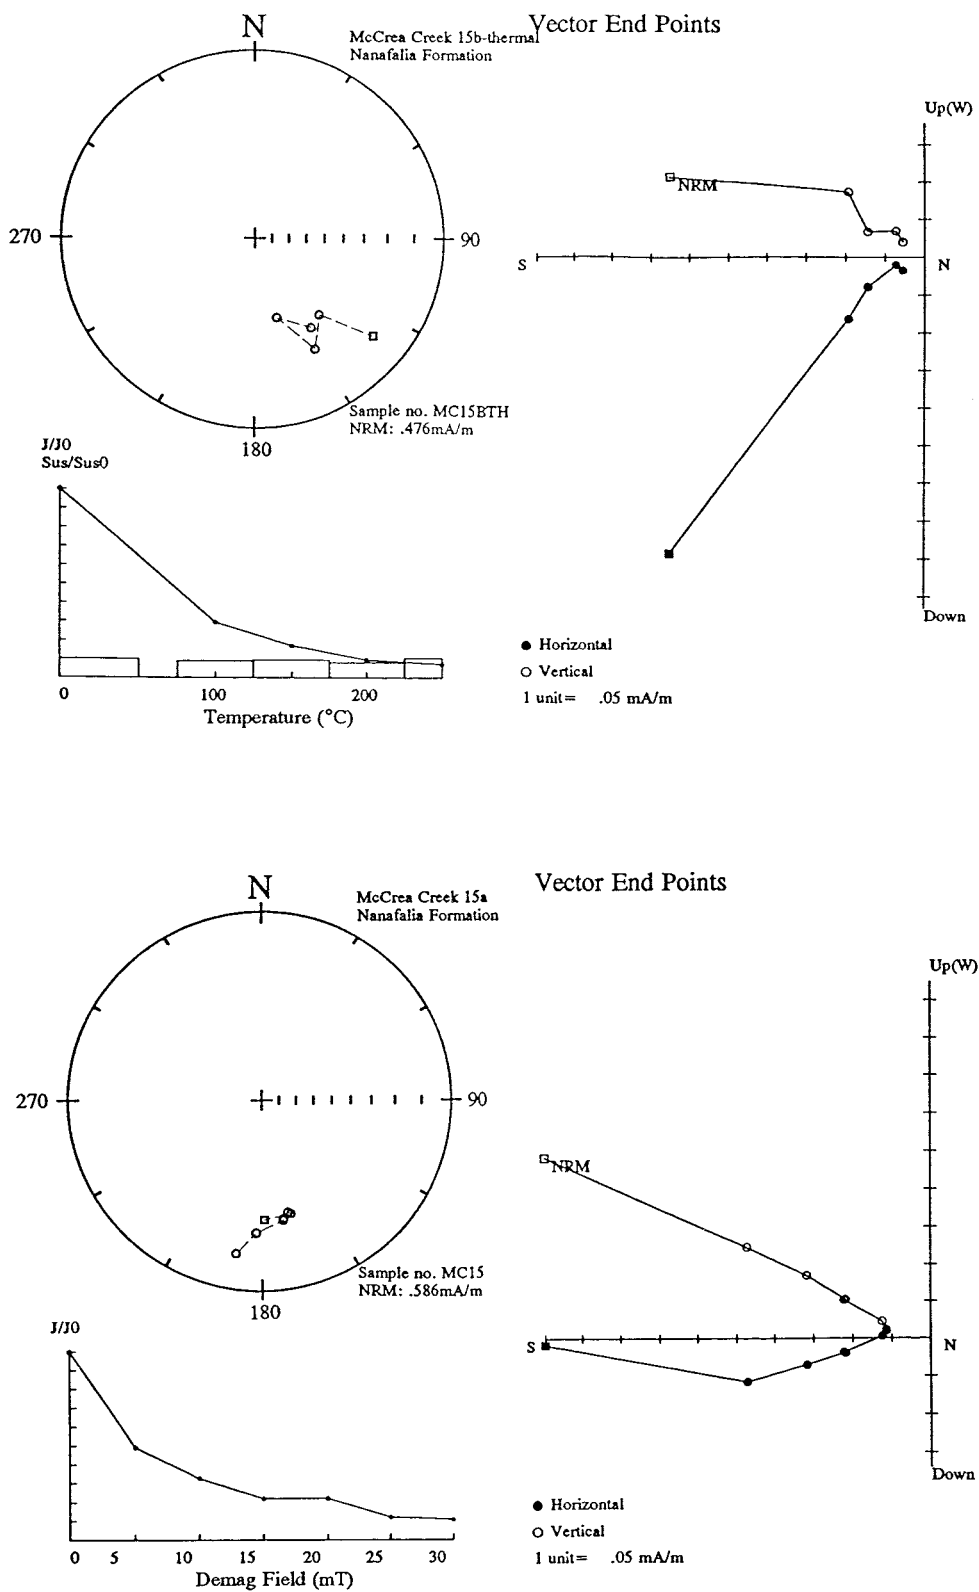 N
McCrea Creek 15b-thermal
Nanafalia Formation
Vector End Points
270
90
180
Sample no. MC15BTH
NRM: .476mA/m
Up(W)
NRM
S
N
Down
J/J0
Sus/Sus0
0 100 200
Temperature (°C)
● Horizontal
○ Vertical
1 unit= .05 mA/m
N
McCrea Creek 15a
Nanafalia Formation
Vector End Points
270
90
180
Sample no. MC15
NRM: .586mA/m
Up(W)
NRM
S
N
Down
J/J0
0 5 10 15 20 25 30
Demag Field (mT)
● Horizontal
○ Vertical
1 unit= .05 mA/m